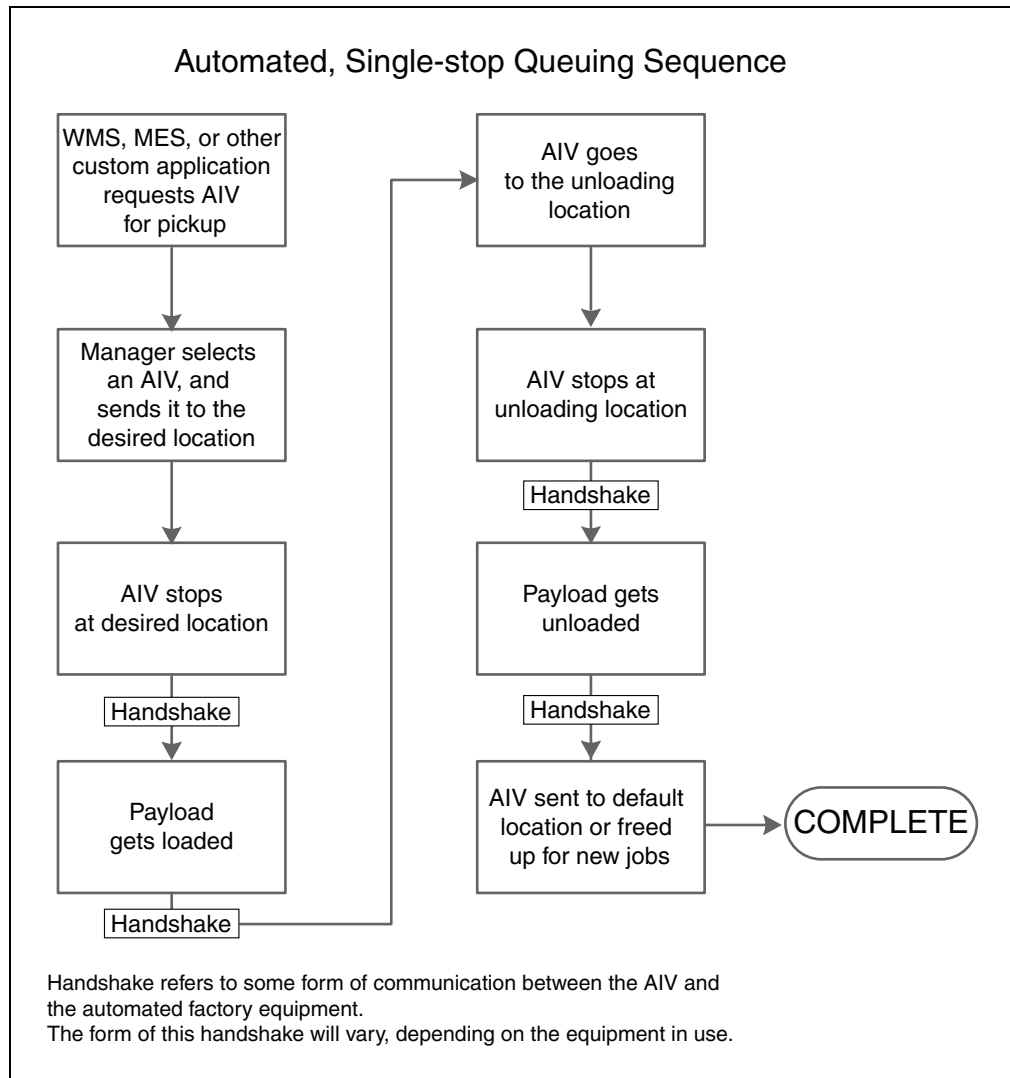 Automated, Single-stop Queuing Sequence
WMS, MES, or other
custom application
requests AIV
for pickup
Manager selects
an AIV, and
sends it to the
desired location
AIV stops
at desired location
Handshake
Payload
gets loaded
Handshake
AIV goes
to the unloading
location
AIV stops at
unloading location
Handshake
Payload gets
unloaded
Handshake
AIV sent to default
location or freed
up for new jobs
COMPLETE
Handshake refers to some form of communication between the AIV and
the automated factory equipment.
The form of this handshake will vary, depending on the equipment in use.